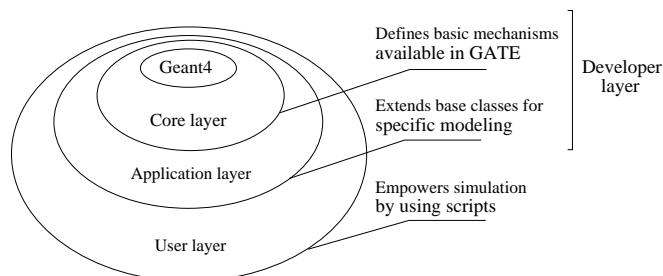 Geant4
Core layer
Application layer
User layer
Defines basic mechanisms
available in GATE
Extends base classes for
specific modeling
Empowers simulation
by using scripts
Developer
layer